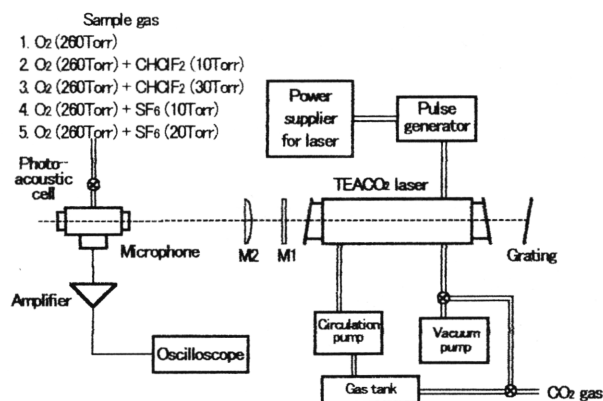 Sample gas
1. O2 (260Torr)
2. O2 (260Torr) + CHClF2 (10Torr)
3. O2 (260Torr) + CHClF2 (30Torr)
4. O2 (260Torr) + SF6 (10Torr)
5. O2 (260Torr) + SF6 (20Torr)
Photo-
acoustic
cell
Microphone
Amplifier
Oscilloscope
Power
supplier
for laser
Pulse
generator
TEACO2 laser
M2
M1
Grating
Circulation
pump
Vacuum
pump
Gas tank
CO2 gas